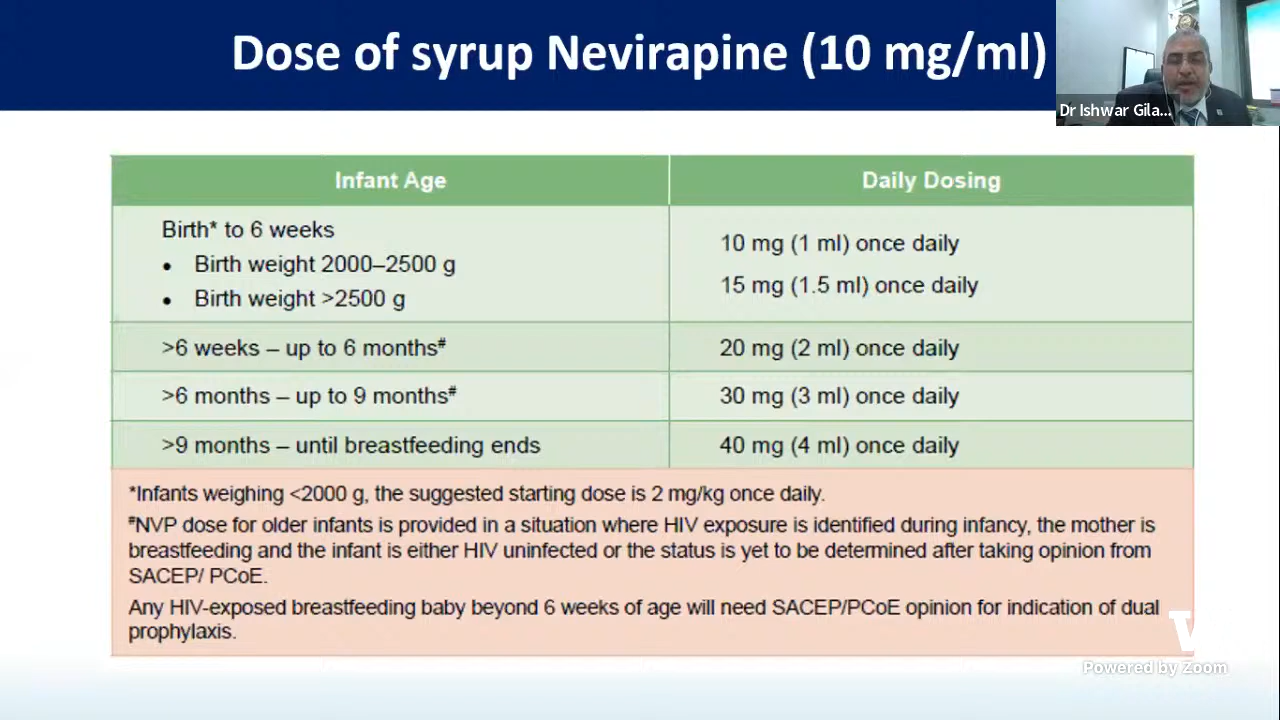 Dose of syrup Nevirapine (10 mg/ml)
Dr Ishwar Gila...
Infant Age
Daily Dosing
Birth* to 6 weeks
• Birth weight 2000–2500 g
• Birth weight >2500 g
10 mg (1 ml) once daily
15 mg (1.5 ml) once daily
>6 weeks – up to 6 months#
20 mg (2 ml) once daily
>6 months – up to 9 months#
30 mg (3 ml) once daily
>9 months – until breastfeeding ends
40 mg (4 ml) once daily
*Infants weighing <2000 g, the suggested starting dose is 2 mg/kg once daily.
#NVP dose for older infants is provided in a situation where HIV exposure is identified during infancy, the mother is
breastfeeding and the infant is either HIV uninfected or the status is yet to be determined after taking opinion from
SACEP/ PCoE.
Any HIV-exposed breastfeeding baby beyond 6 weeks of age will need SACEP/PCoE opinion for indication of dual
prophylaxis.
Powered by Zoom